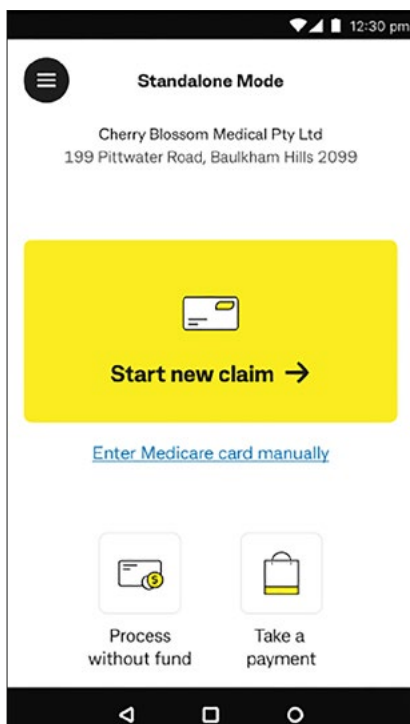 12:30 pm
Standalone Mode
Cherry Blossom Medical Pty Ltd
199 Pittwater Road, Baulkham Hills 2099
Start new claim →
Enter Medicare card manually
Process
without fund
Take a
payment